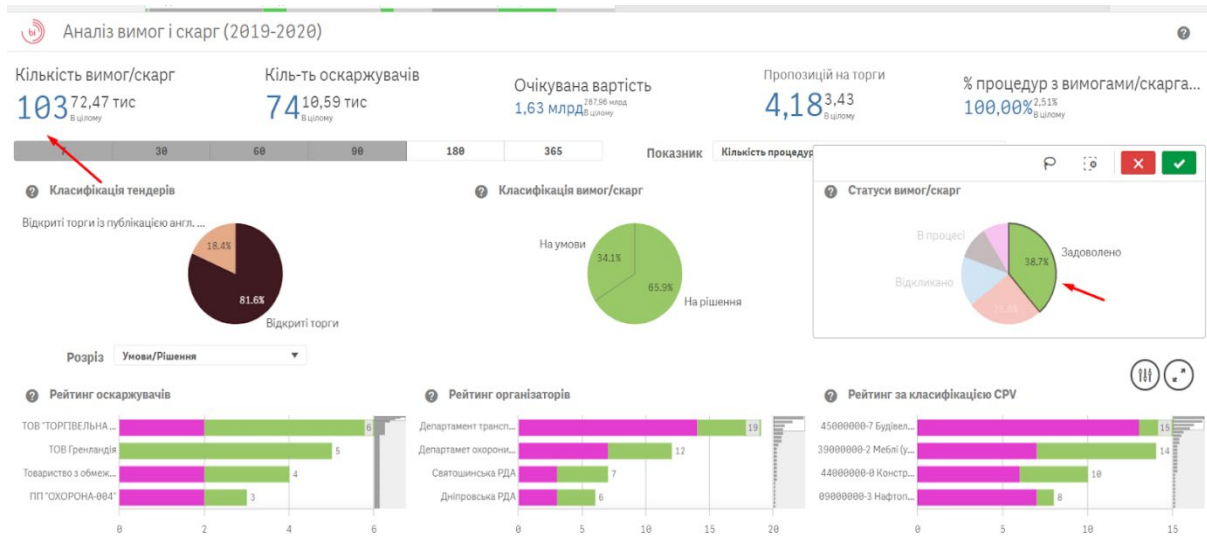 bi
Аналіз вимог і скарг (2019-2020)
Кількість вимог/скарг
103 72,47 тис
В цілому
Кіль-ть оскаржувачів
74 10,59 тис
В цілому
Очікувана вартість
1,63 млрд 267,96 млрд
В цілому
Пропозицій на торги
4,18 3,43
В цілому
% процедур з вимогами/скарга...
100,00% 2,51%
В цілому
7 30 60 90 180 365
Показник Кількість процедур
Класифікація тендерів
Відкриті торги із публікацією англ. ...
18.4%
81.6%
Відкриті торги
Класифікація вимог/скарг
На умови
34.1%
65.9%
На рішення
Статуси вимог/скарг
В процесі
Задоволено
38.7%
Відкликано
Розріз Умови/Рішення
Рейтинг оскаржувачів
ТОВ "ТОРГІВЕЛЬНА ... 6
ТОВ Гренландія 5
Товариство з обмеж... 4
ПП "ОХОРОНА-004" 3
0 2 4 6
Рейтинг організаторів
Департамент трансп... 19
Департамет охорони... 12
Святошинська РДА 7
Дніпровська РДА 6
0 5 10 15 20
Рейтинг за класифікацією CPV
45000000-7 Будівел... 15
39000000-2 Меблі (у... 14
44000000-0 Констр... 10
09000000-3 Нафтоп... 8
0 5 10 15